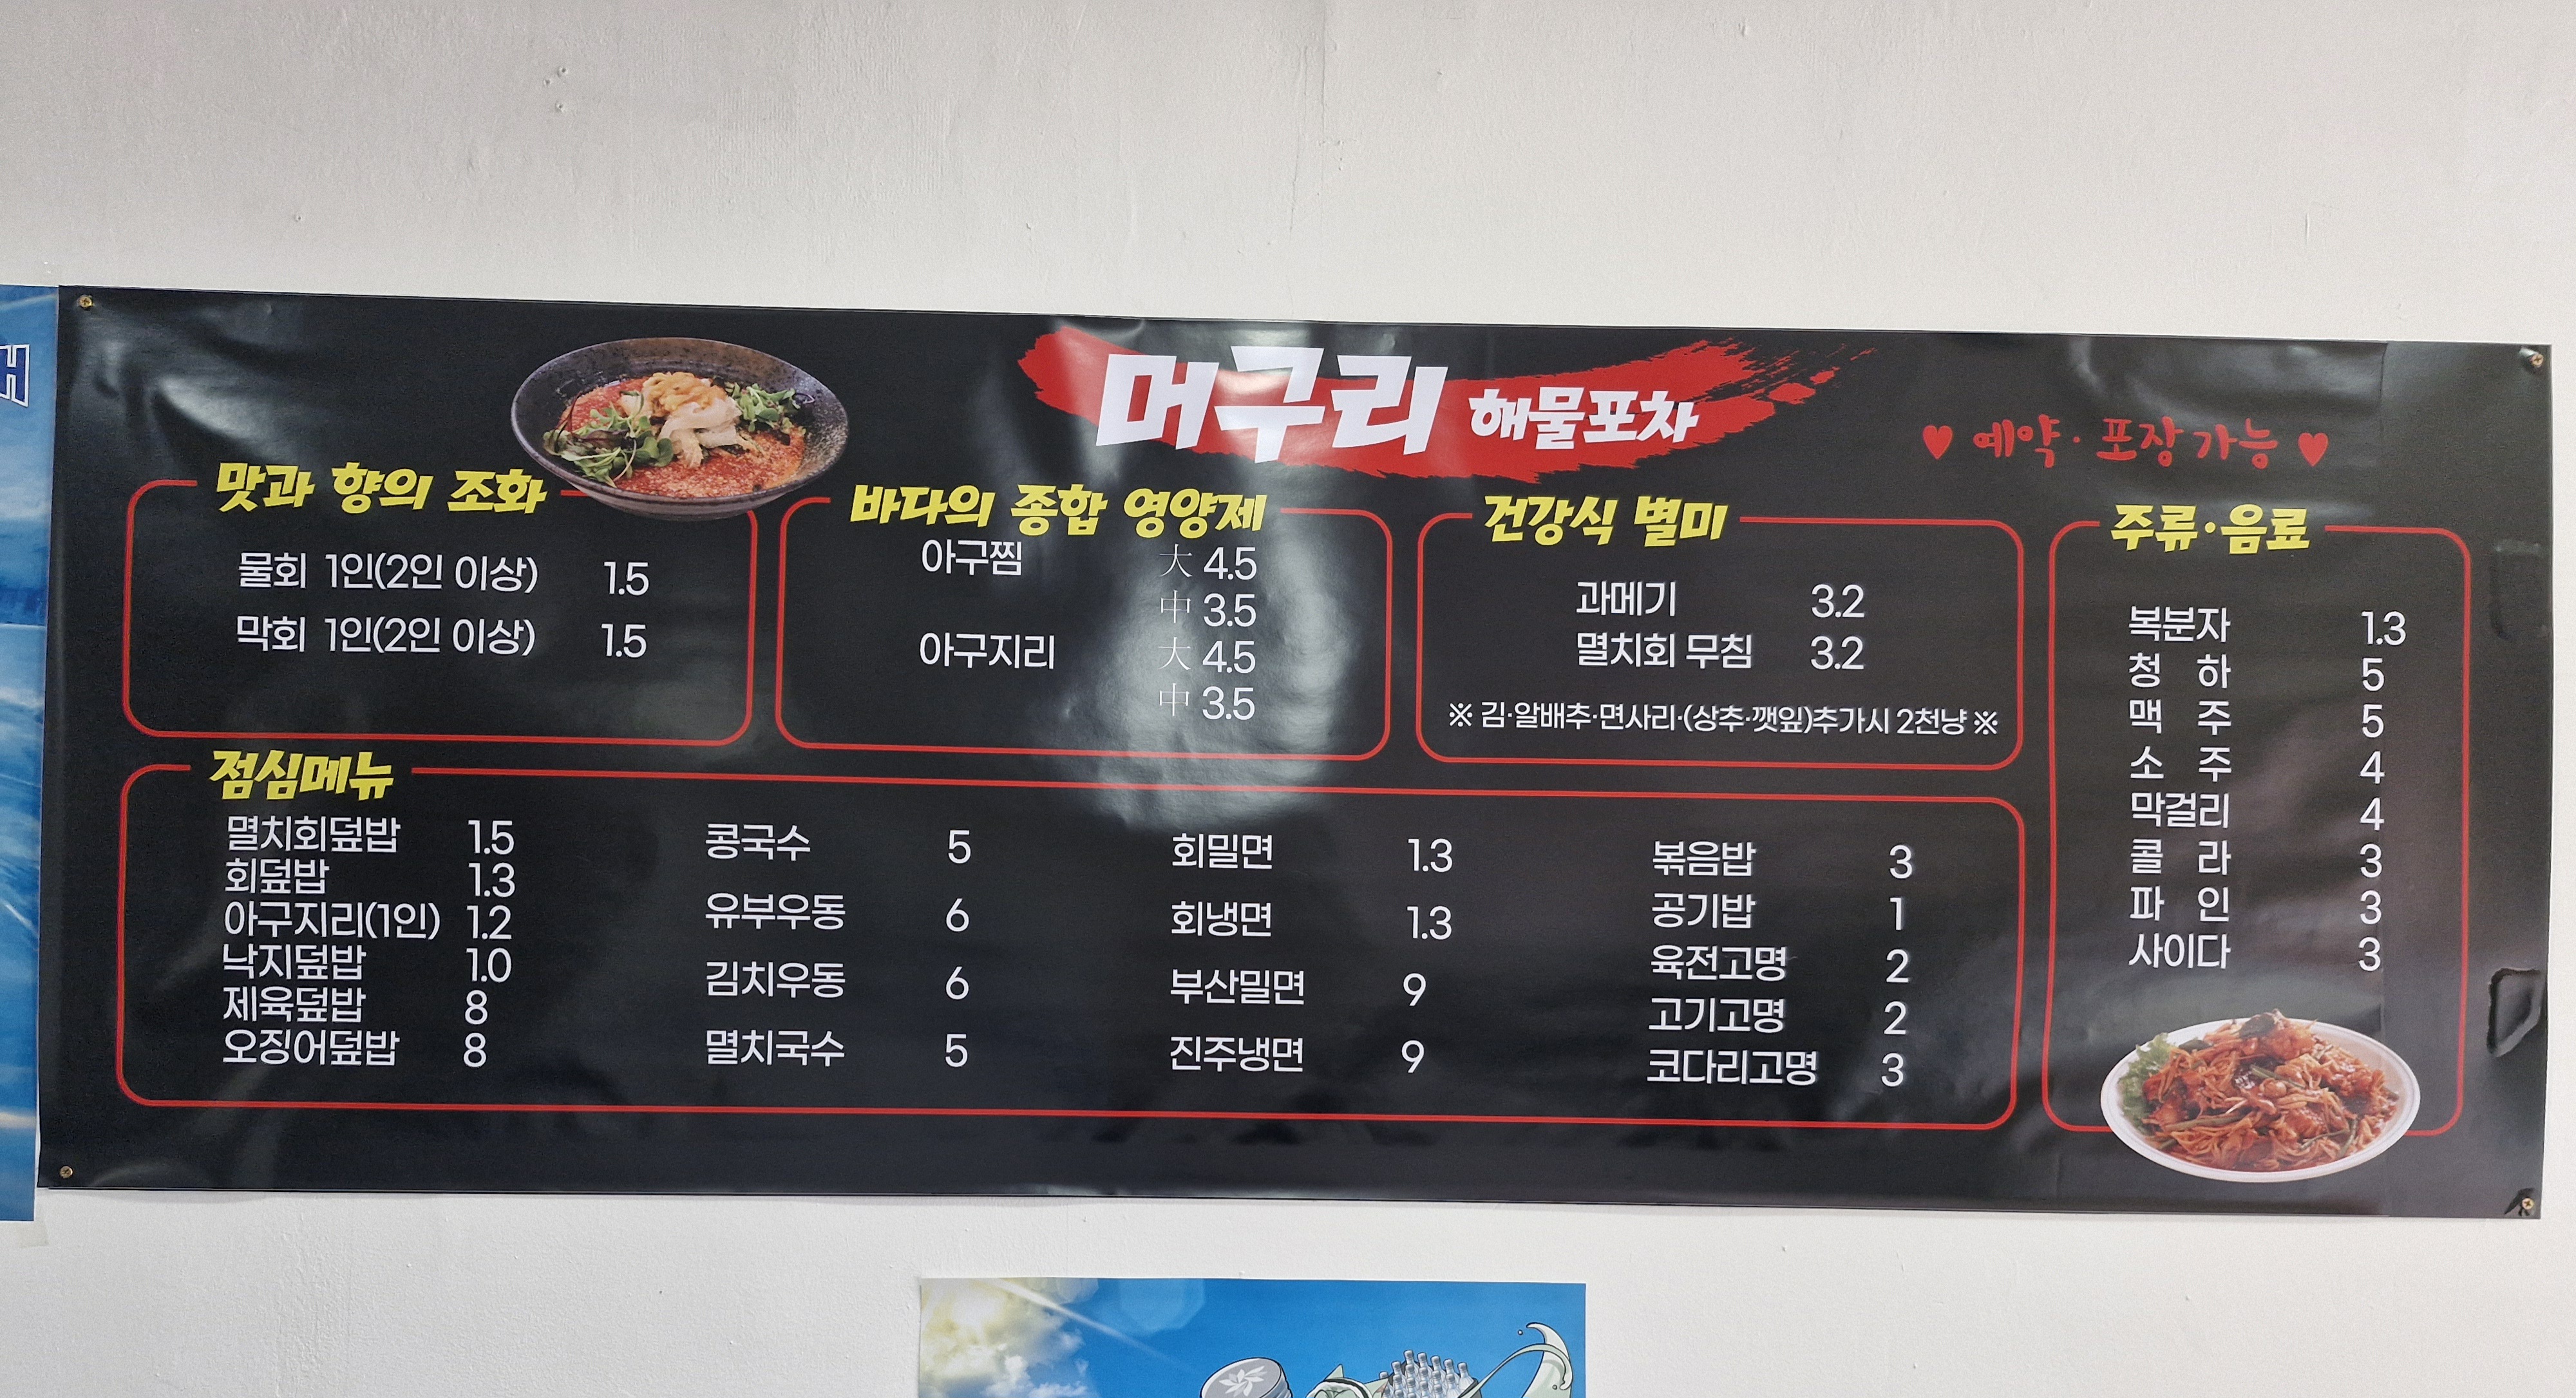 머구리 해물포차
♥ 예약·포장 가능 ♥
맛과 향의 조화
물회 1인(2인 이상) 1.5
막회 1인(2인 이상) 1.5
바다의 종합 영양제
아구찜 大 4.5
中 3.5
아구지리 大 4.5
中 3.5
건강식 별미
과메기 3.2
멸치회 무침 3.2
※ 김·알배추·면사리·(상추·깻잎)추가시 2천냥 ※
주류·음료
복분자 1.3
청 하 5
맥 주 5
소 주 4
막걸리 4
콜 라 3
파 인 3
사이다 3
점심메뉴
멸치회덮밥 1.5
회덮밥 1.3
아구지리(1인) 1.2
낙지덮밥 1.0
제육덮밥 8
오징어덮밥 8
콩국수 5
유부우동 6
김치우동 6
멸치국수 5
회밀면 1.3
회냉면 1.3
부산밀면 9
진주냉면 9
볶음밥 3
공기밥 1
육전고명 2
고기고명 2
코다리고명 3